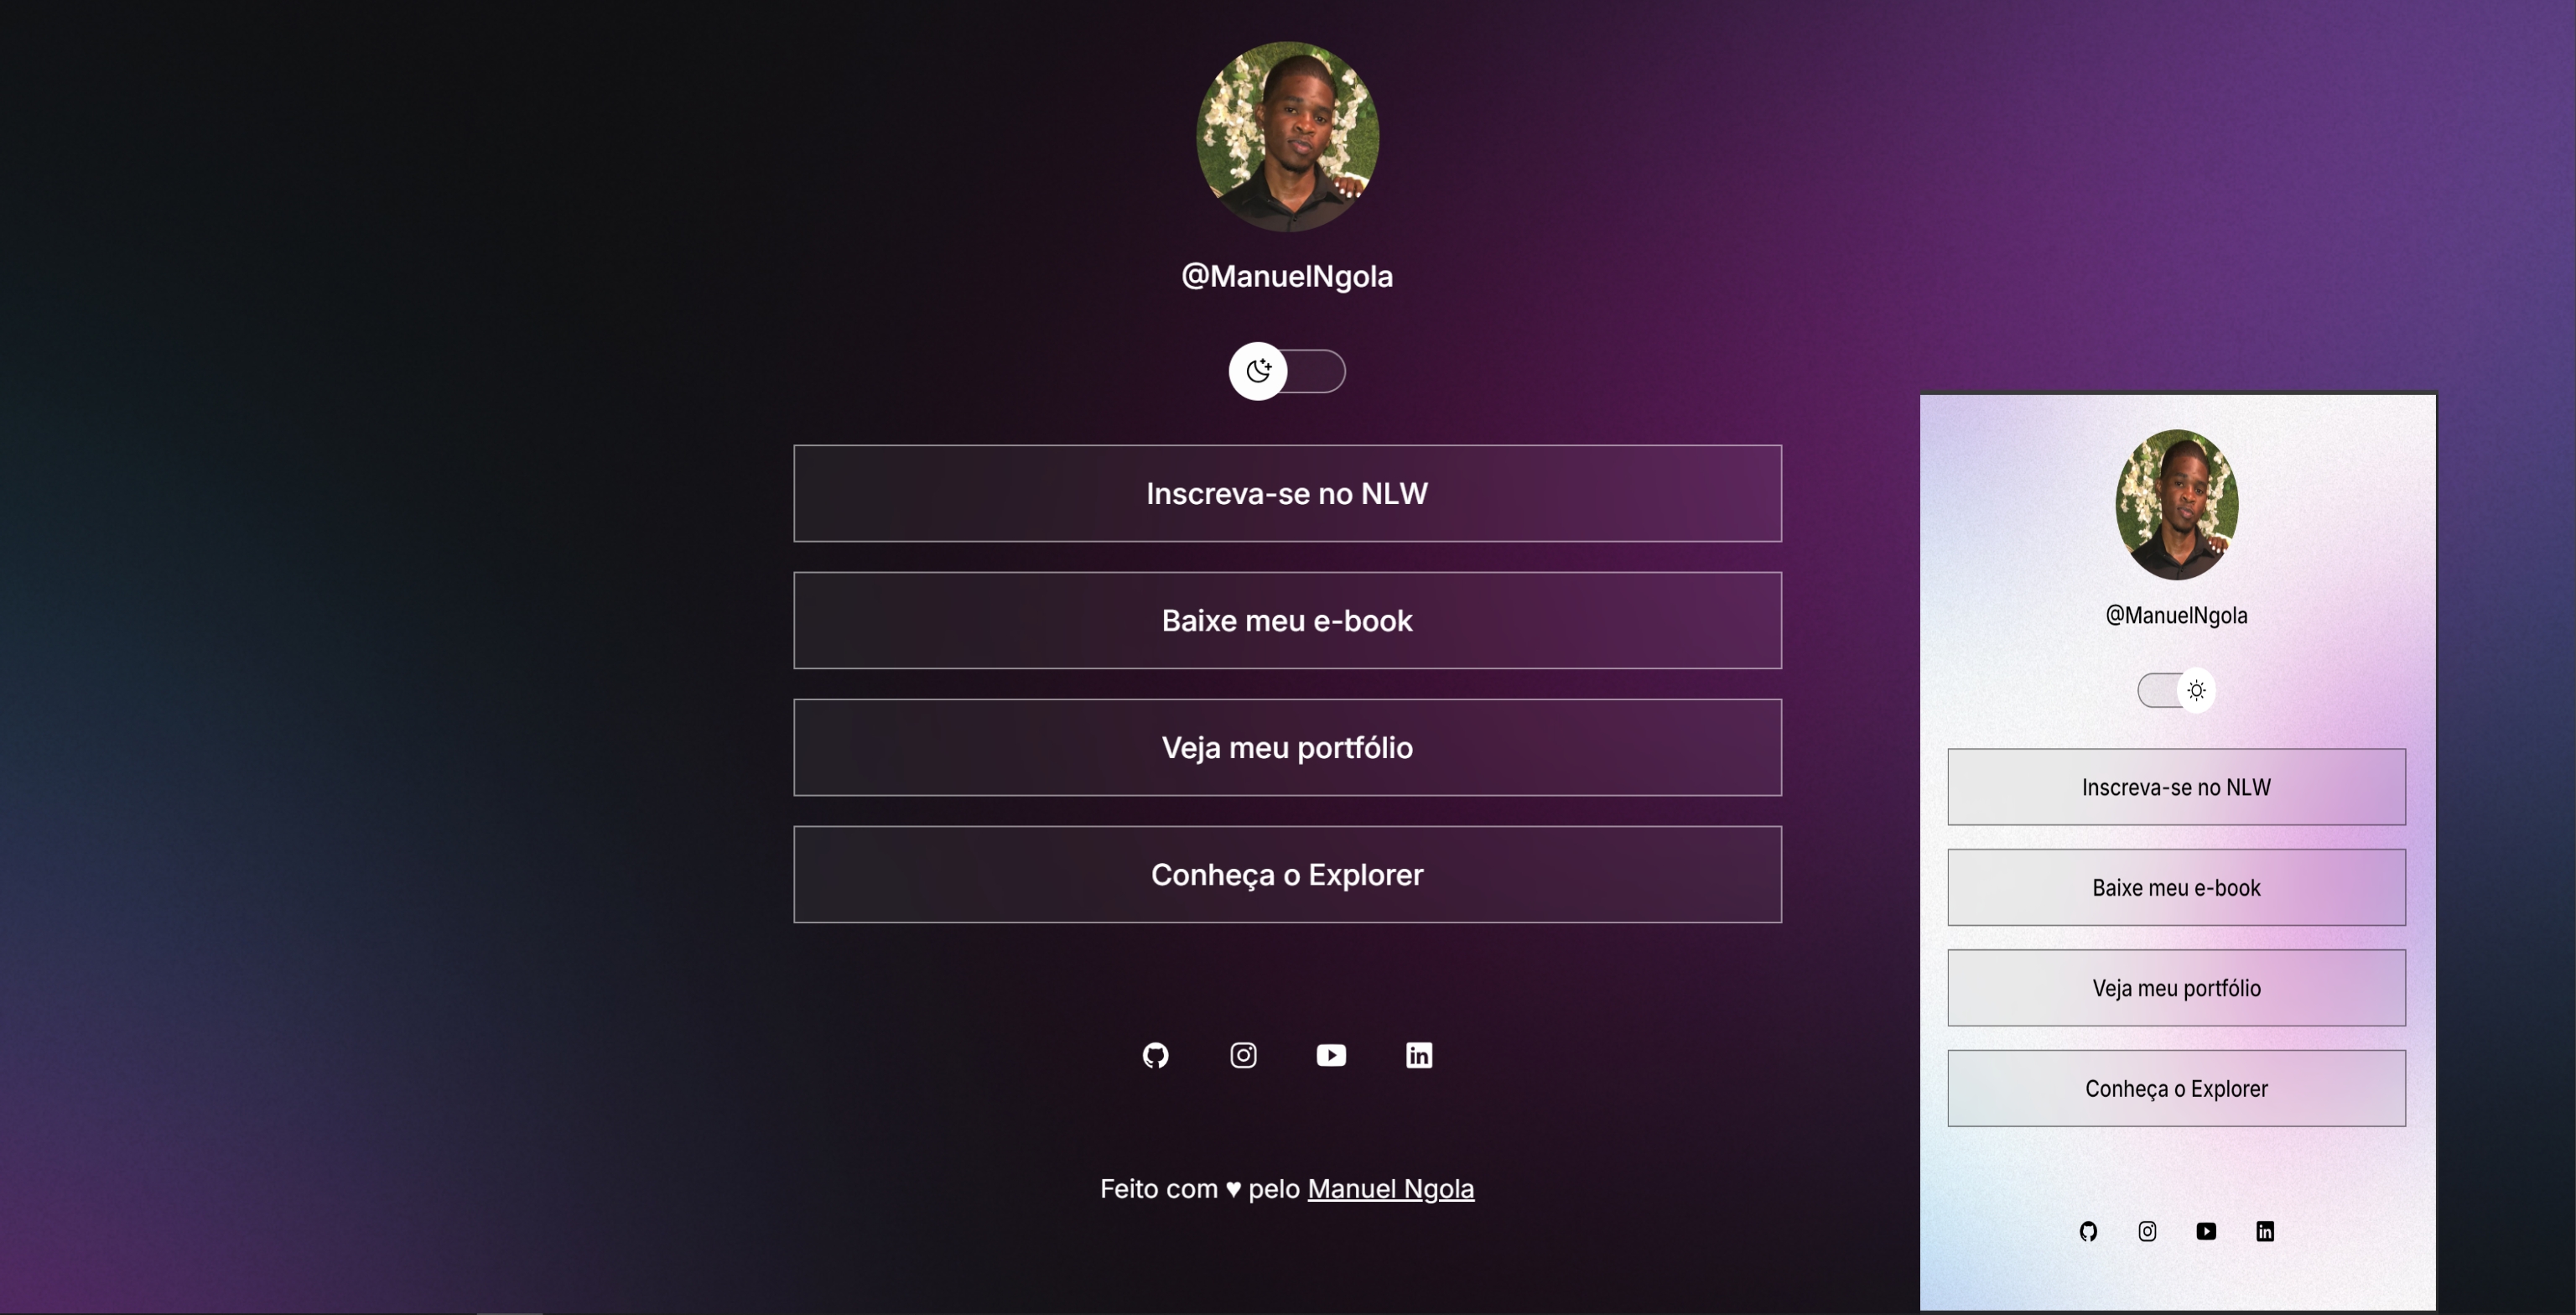 @ManuelNgola
Inscreva-se no NLW
Baixe meu e-book
Veja meu portfólio
Conheça o Explorer
Feito com ♥ pelo Manuel Ngola
@ManuelNgola
Inscreva-se no NLW
Baixe meu e-book
Veja meu portfólio
Conheça o Explorer